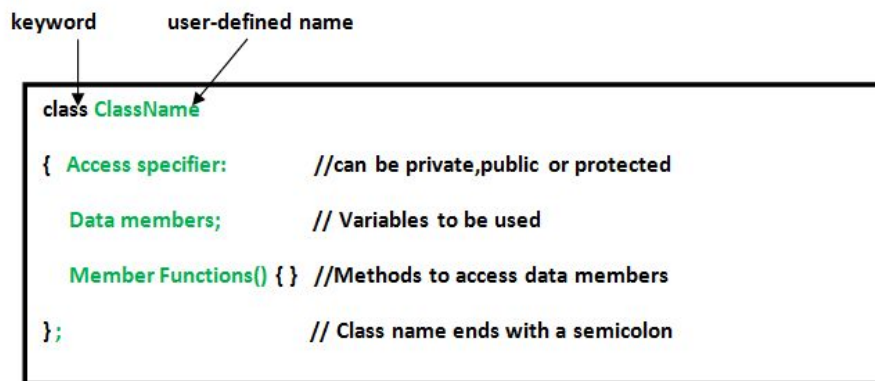 keyword user-defined name
class ClassName
{ Access specifier: //can be private,public or protected
Data members; // Variables to be used
Member Functions() { } //Methods to access data members
} ; // Class name ends with a semicolon